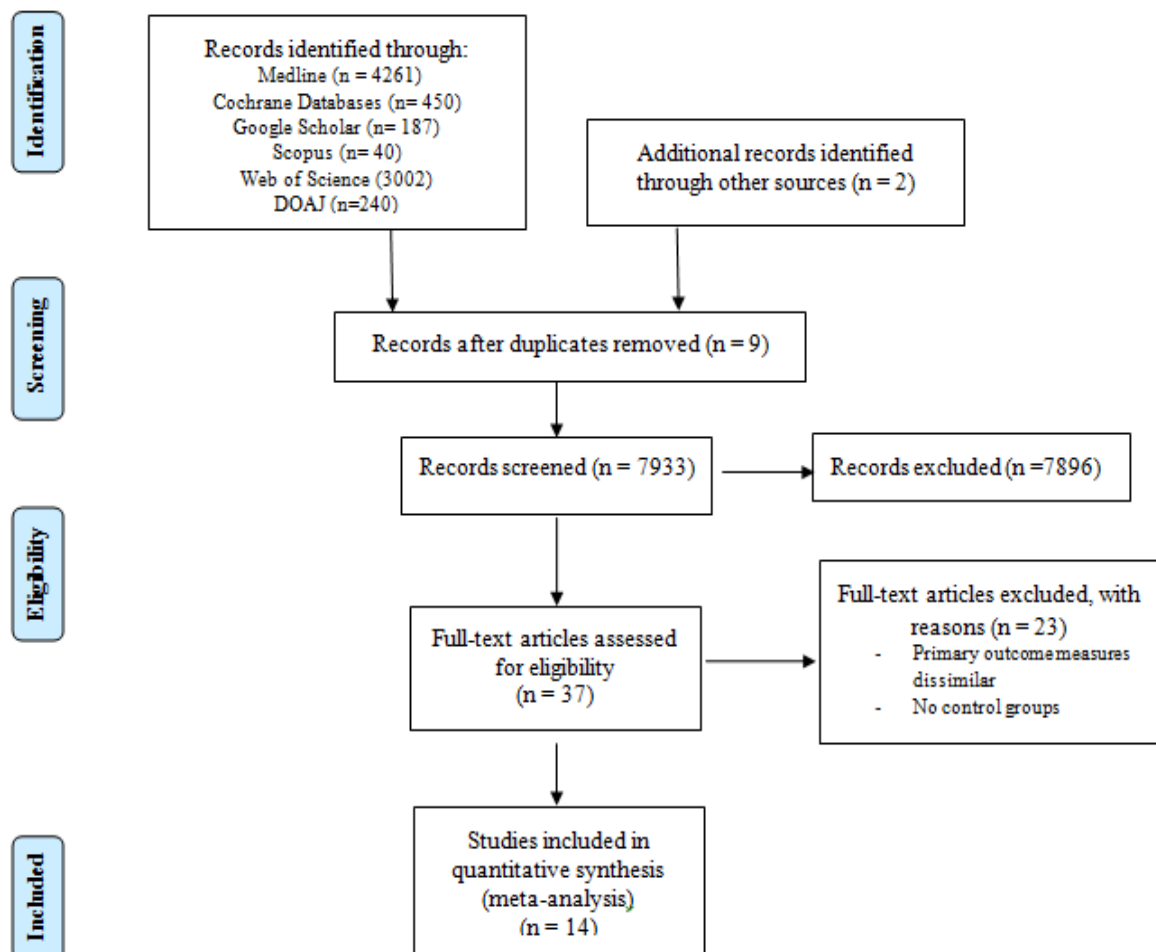 Identification
Records identified through:
Medline (n = 4261)
Cochrane Databases (n= 450)
Google Scholar (n= 187)
Scopus (n= 40)
Web of Science (3002)
DOAJ (n=240)
Additional records identified
through other sources (n = 2)
Screening
Records after duplicates removed (n = 9)
Records screened (n = 7933)
Records excluded (n =7896)
Eligibility
Full-text articles assessed
for eligibility
(n = 37)
Full-text articles excluded, with
reasons (n = 23)
- Primary outcome measures
dissimilar
- No control groups
Included
Studies included in
quantitative synthesis
(meta-analysis)
(n = 14)